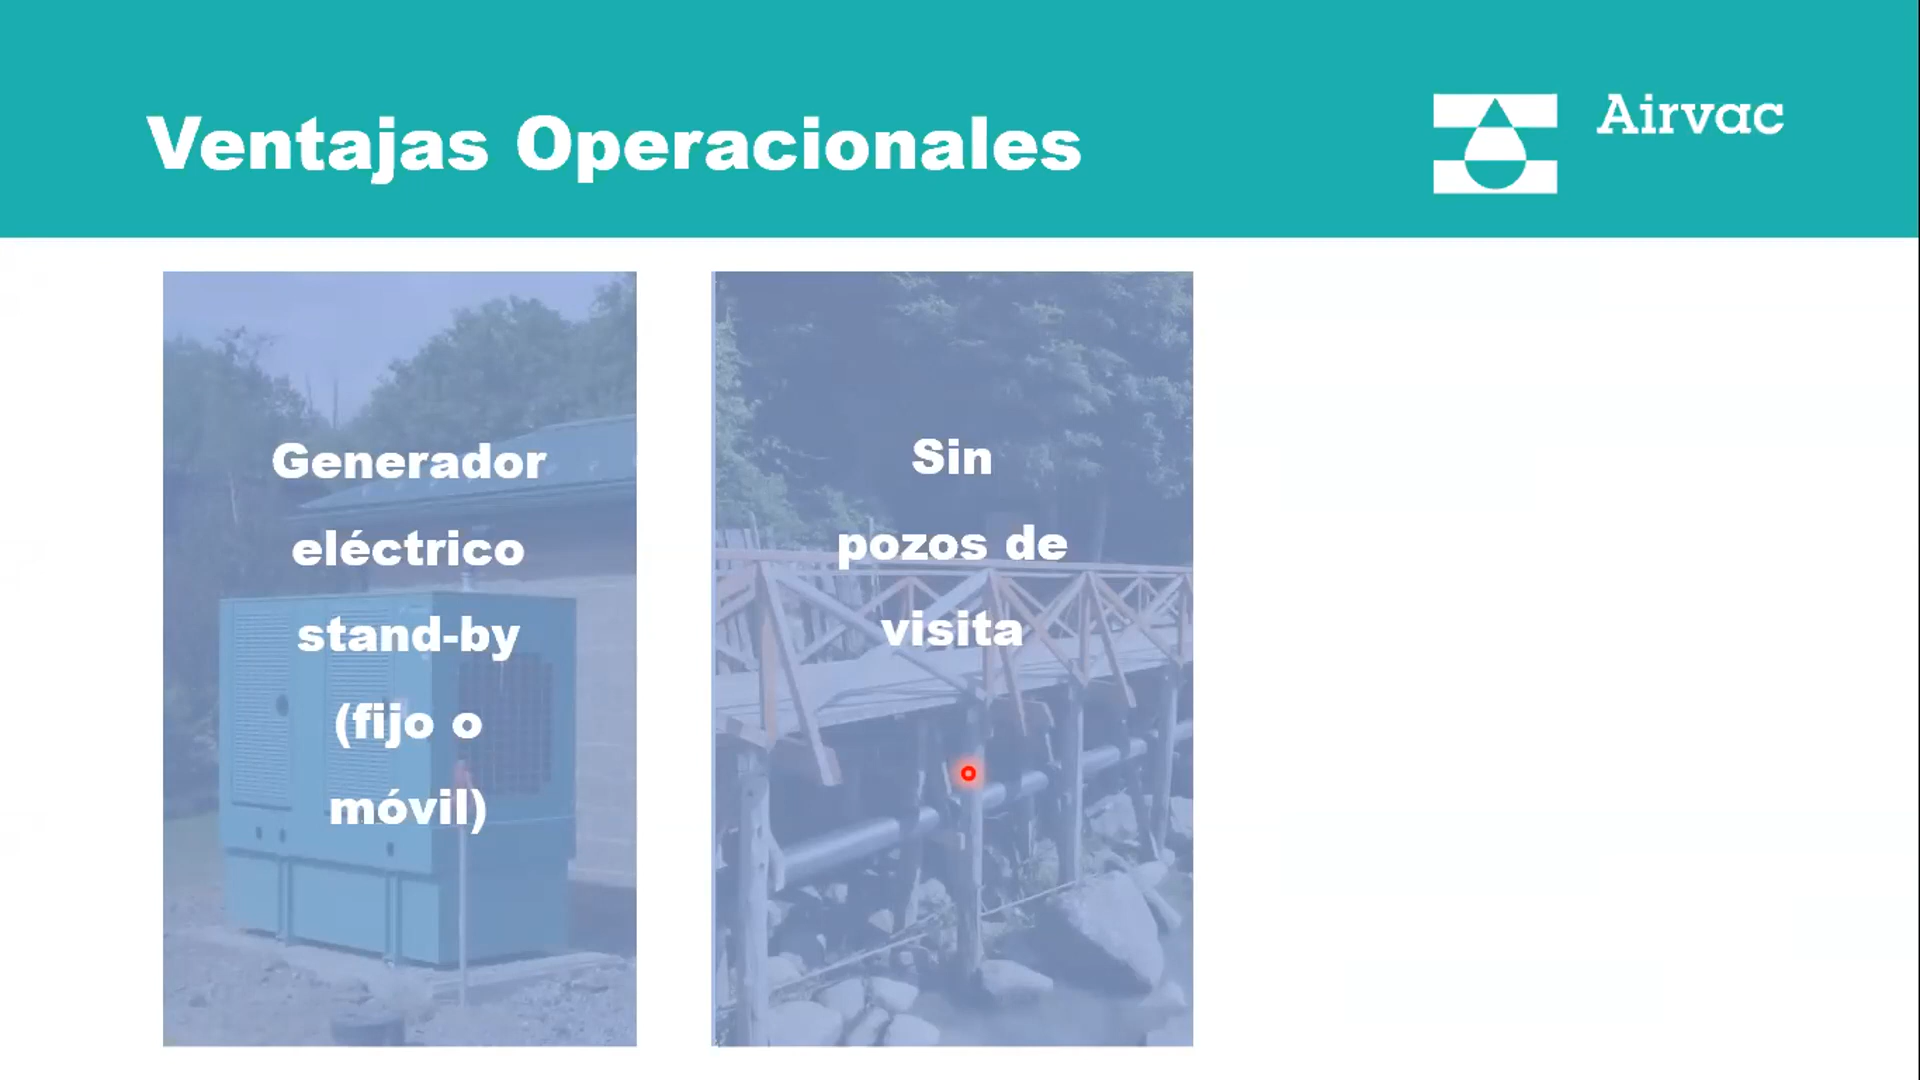 Ventajas Operacionales
Airvac
Generador
eléctrico
stand-by
(fijo o
móvil)
Sin
pozos de
visita